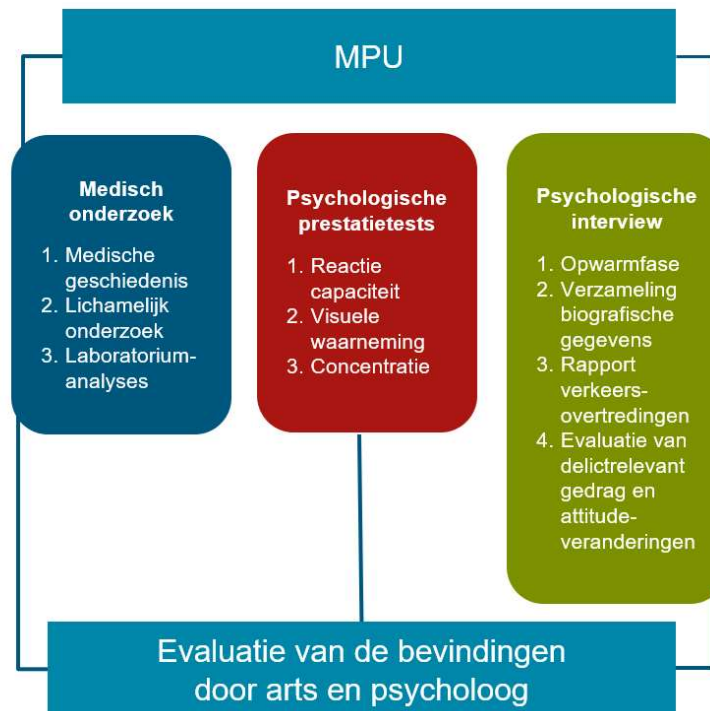 MPU
Medisch
onderzoek
1. Medische
geschiedenis
2. Lichamelijk
onderzoek
3. Laboratorium-
analyses
Psychologische
prestatietests
1. Reactie
capaciteit
2. Visuele
waarneming
3. Concentratie
Psychologische
interview
1. Opwarmfase
2. Verzameling
biografische
gegevens
3. Rapport
verkeers-
overtredingen
4. Evaluatie van
delictrelevant
gedrag en
attitude-
veranderingen
Evaluatie van de bevindingen
door arts en psycholoog